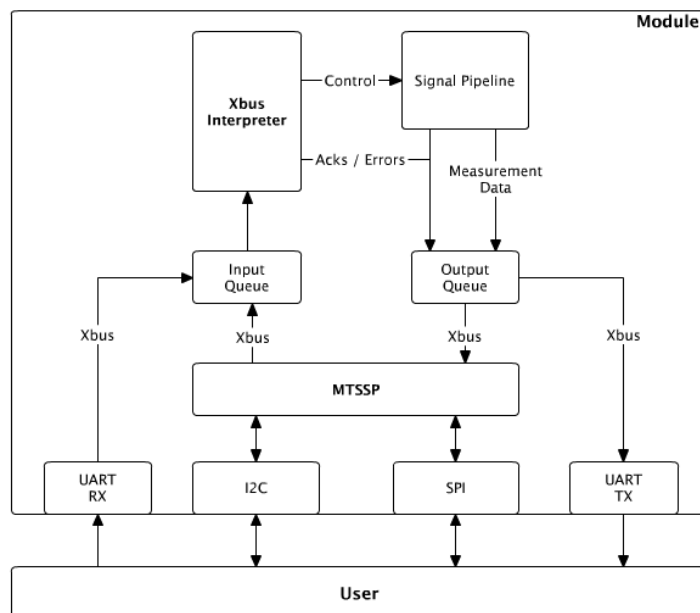 Module
Xbus
Interpreter
Control
Signal Pipeline
Acks / Errors
Measurement
Data
Input
Queue
Output
Queue
Xbus
Xbus
Xbus
Xbus
MTSSP
UART
RX
I2C
SPI
UART
TX
User